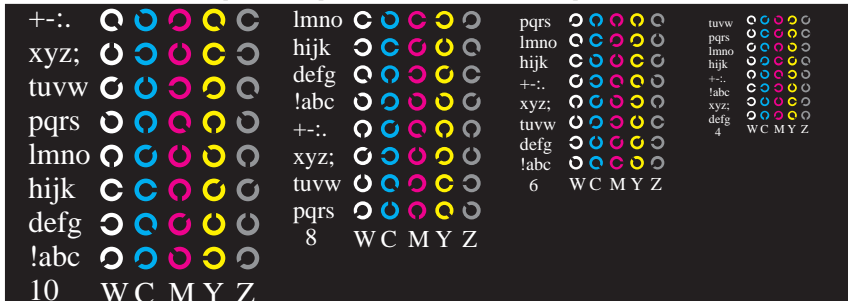 +-:.
xyz;
tuvw
pqrs
lmno
hijk
defg
!abc
10 W C M Y Z
lmno
hijk
defg
!abc
+-:.
xyz;
tuvw
pqrs
8 W C M Y Z
pqrs
lmno
hijk
+-:.
xyz;
tuvw
defg
!abc
6 W C M Y Z
tuvw
pqrs
lmno
hijk
+-:.
!abc
xyz;
defg
4 W C M Y Z